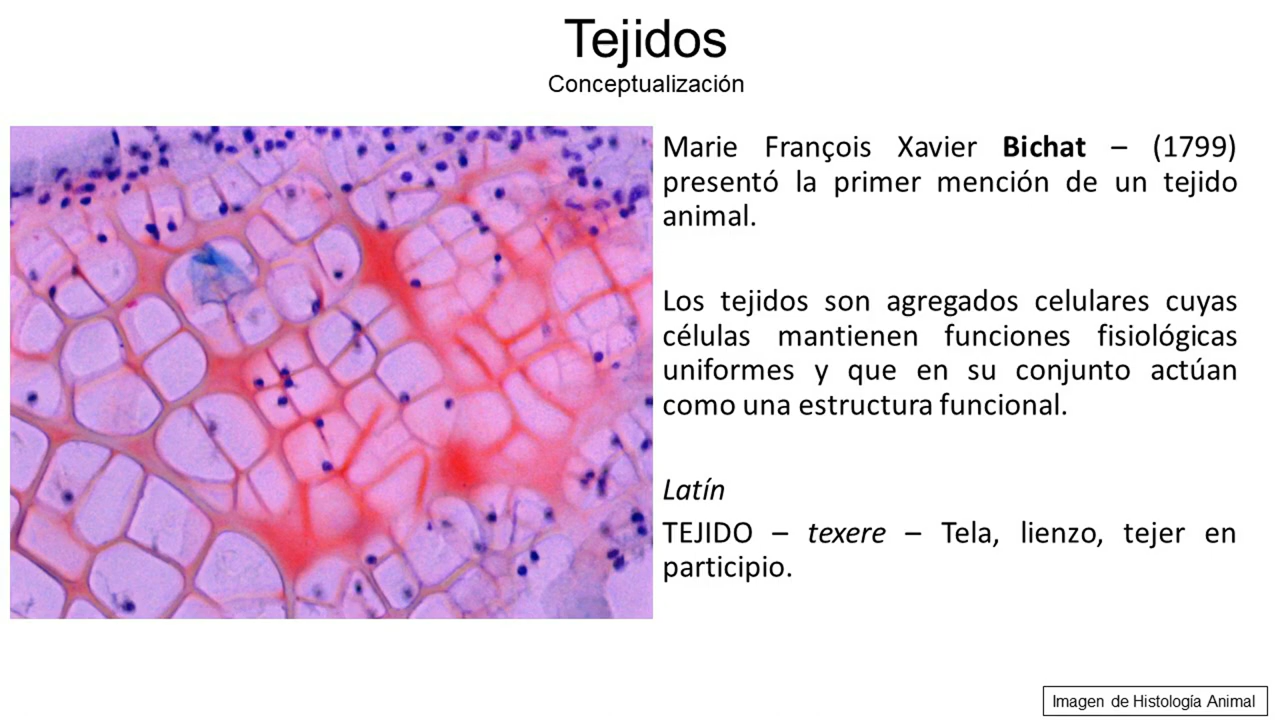 Tejidos
Conceptualización
Marie François Xavier Bichat – (1799)
presentó la primer mención de un tejido
animal.
Los tejidos son agregados celulares cuyas
células mantienen funciones fisiológicas
uniformes y que en su conjunto actúan
como una estructura funcional.
Latín
TEJIDO – texere – Tela, lienzo, tejer en
participio.
Imagen de Histología Animal